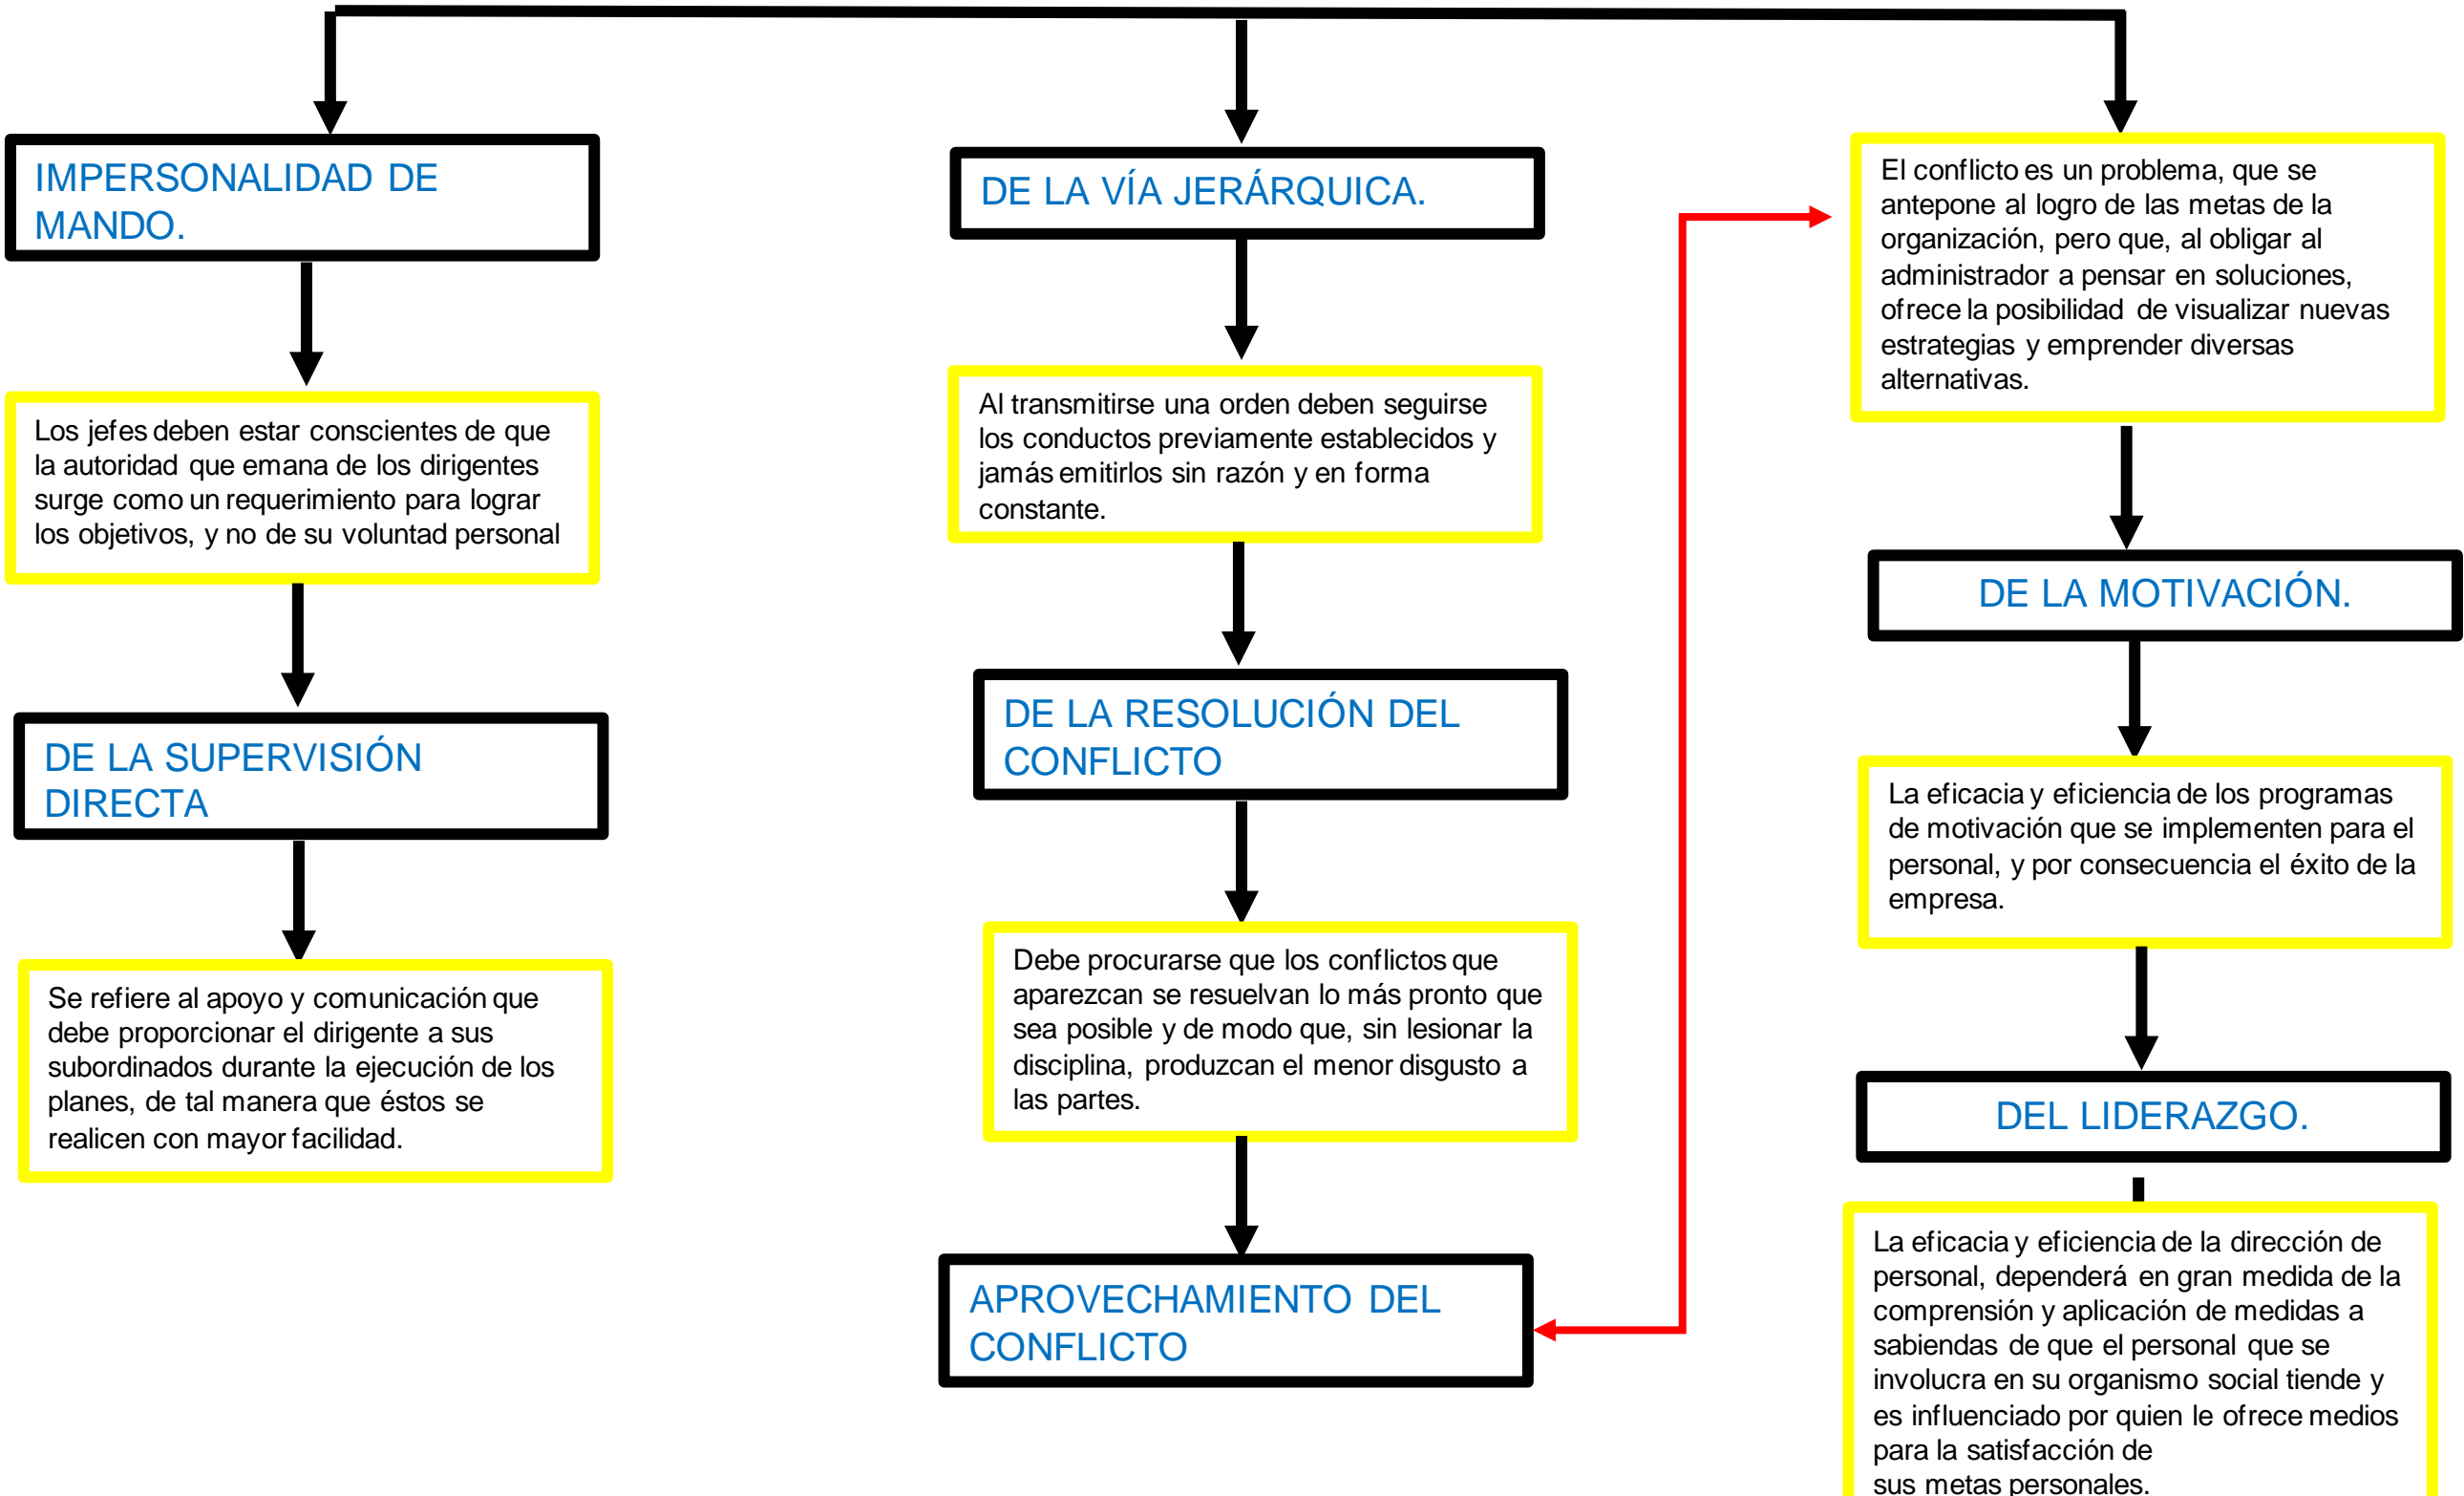 IMPERSONALIDAD DE
MANDO.
Los jefes deben estar conscientes de que
la autoridad que emana de los dirigentes
surge como un requerimiento para lograr
los objetivos, y no de su voluntad personal
DE LA SUPERVISIÓN
DIRECTA
Se refiere al apoyo y comunicación que
debe proporcionar el dirigente a sus
subordinados durante la ejecución de los
planes, de tal manera que éstos se
realicen con mayor facilidad.
DE LA VÍA JERÁRQUICA.
Al transmitirse una orden deben seguirse
los conductos previamente establecidos y
jamás emitirlos sin razón y en forma
constante.
DE LA RESOLUCIÓN DEL
CONFLICTO
Debe procurarse que los conflictos que
aparezcan se resuelvan lo más pronto que
sea posible y de modo que, sin lesionar la
disciplina, produzcan el menor disgusto a
las partes.
APROVECHAMIENTO DEL
CONFLICTO
El conflicto es un problema, que se
antepone al logro de las metas de la
organización, pero que, al obligar al
administrador a pensar en soluciones,
ofrece la posibilidad de visualizar nuevas
estrategias y emprender diversas
alternativas.
DE LA MOTIVACIÓN.
La eficacia y eficiencia de los programas
de motivación que se implementen para el
personal, y por consecuencia el éxito de la
empresa.
DEL LIDERAZGO.
La eficacia y eficiencia de la dirección de
personal, dependerá en gran medida de la
comprensión y aplicación de medidas a
sabiendas de que el personal que se
involucra en su organismo social tiende y
es influenciado por quien le ofrece medios
para la satisfacción de
sus metas personales.